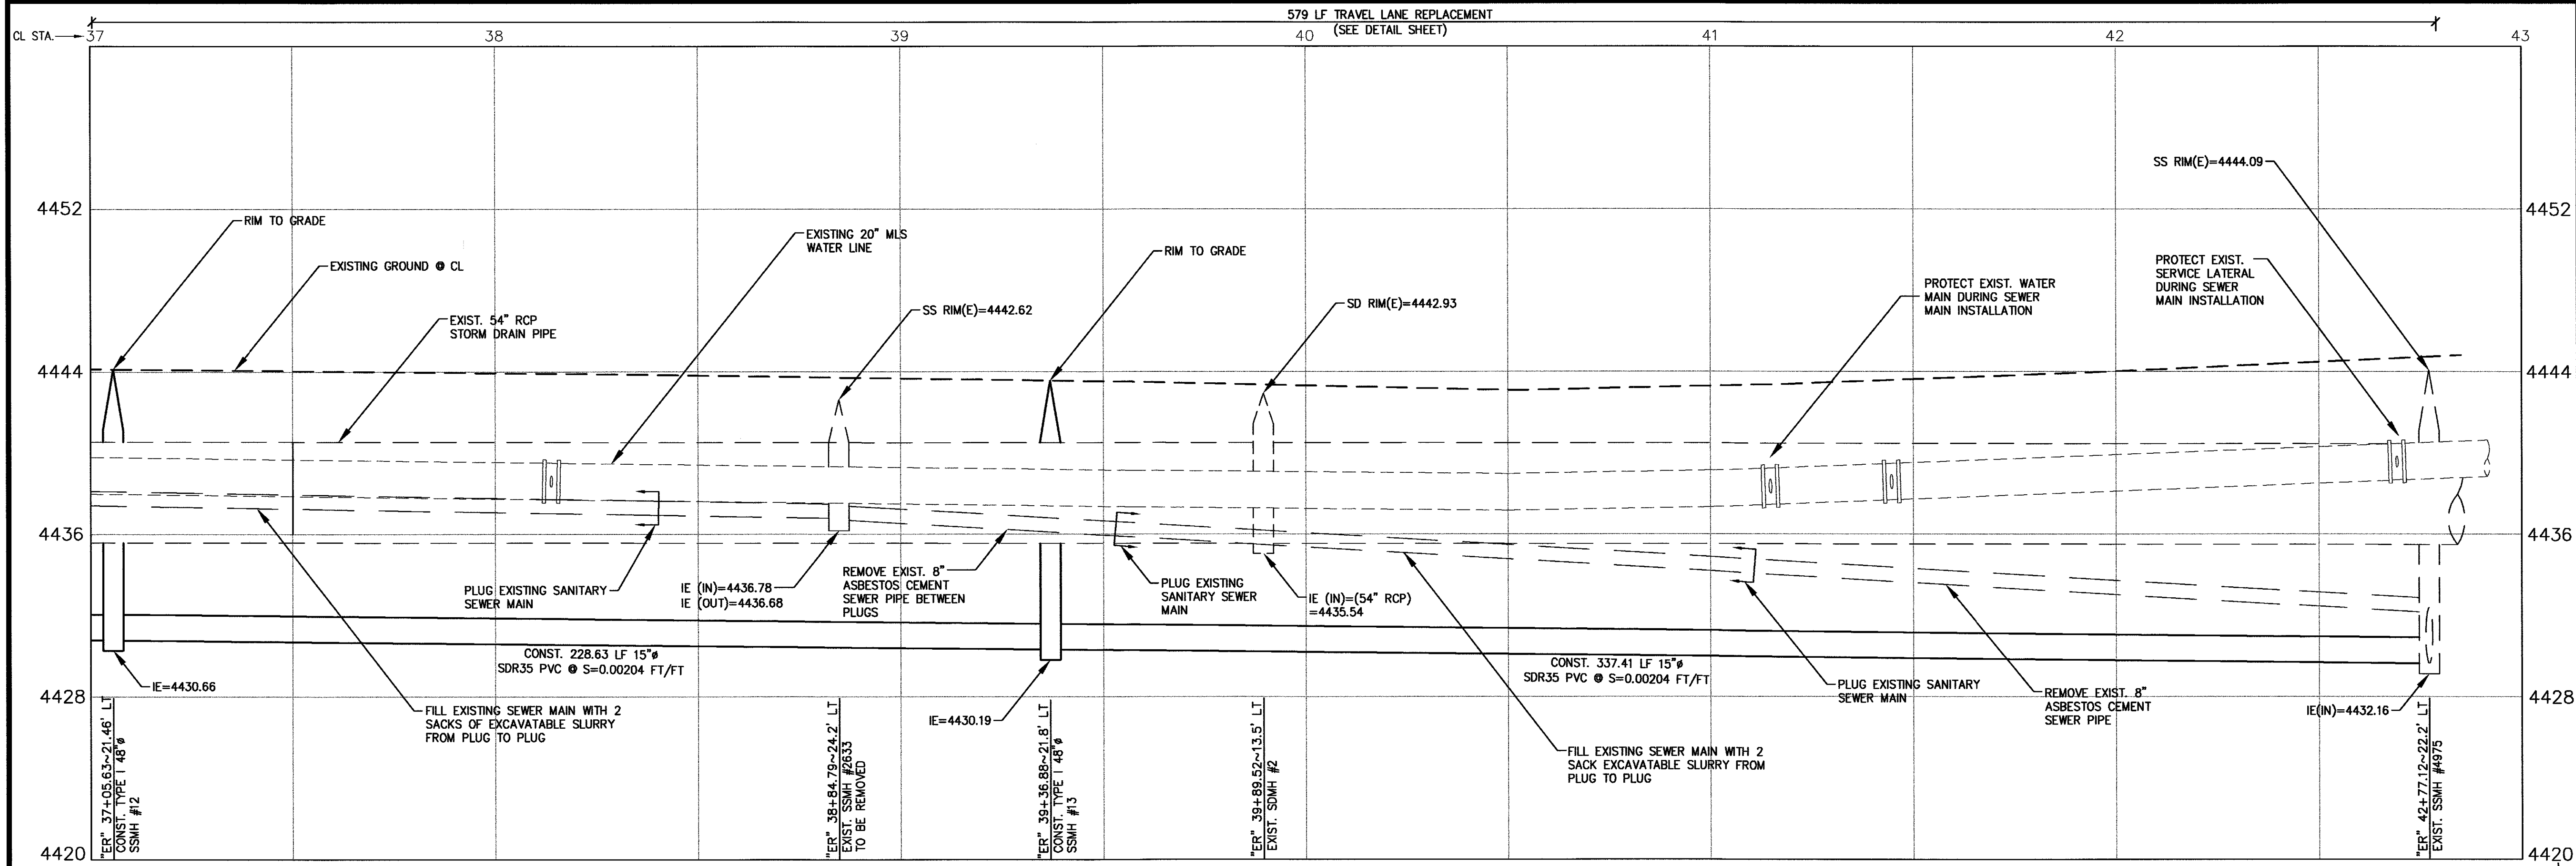 579 LF TRAVEL LANE REPLACEMENT
(SEE DETAIL SHEET)
CL STA.
37
38
39
40
41
42
43
SS RIM(E)=4444.09
4452
4452
RIM TO GRADE
EXISTING 20" MLS
WATER LINE
RIM TO GRADE
EXISTING GROUND @ CL
PROTECT EXIST. WATER
MAIN DURING SEWER
MAIN INSTALLATION
PROTECT EXIST.
SERVICE LATERAL
DURING SEWER
MAIN INSTALLATION
EXIST. 54" RCP
STORM DRAIN PIPE
SS RIM(E)=4442.62
SD RIM(E)=4442.93
4444
4444
4436
4436
PLUG EXISTING SANITARY
SEWER MAIN
IE (IN)=4436.78
IE (OUT)=4436.68
REMOVE EXIST. 8"
ASBESTOS CEMENT
SEWER PIPE BETWEEN
PLUGS
PLUG EXISTING
SANITARY SEWER
MAIN
IE (IN)=(54" RCP)
=4435.54
CONST. 228.63 LF 15"ø
SDR35 PVC @ S=0.00204 FT/FT
CONST. 337.41 LF 15"ø
SDR35 PVC @ S=0.00204 FT/FT
IE=4430.66
PLUG EXISTING SANITARY
SEWER MAIN
REMOVE EXIST. 8"
ASBESTOS CEMENT
SEWER PIPE
4428
4428
FILL EXISTING SEWER MAIN WITH 2
SACKS OF EXCAVATABLE SLURRY
FROM PLUG TO PLUG
IE=4430.19
IE(IN)=4432.16
FILL EXISTING SEWER MAIN WITH 2
SACK EXCAVATABLE SLURRY FROM
PLUG TO PLUG
"ER" 37+05.63~21.46' LT
CONST. TYPE I 48"ø
SSMH #12
"ER" 38+84.79~24.2' LT
EXIST. SSMH #2633
TO BE REMOVED
"ER" 39+36.88~21.8' LT
CONST. TYPE I 48"ø
SSMH #13
"ER" 39+89.52~13.5' LT
EXIST. SDMH #2
"ER" 42+77.12~22.2' LT
EXIST. SSMH #4975
4420
4420